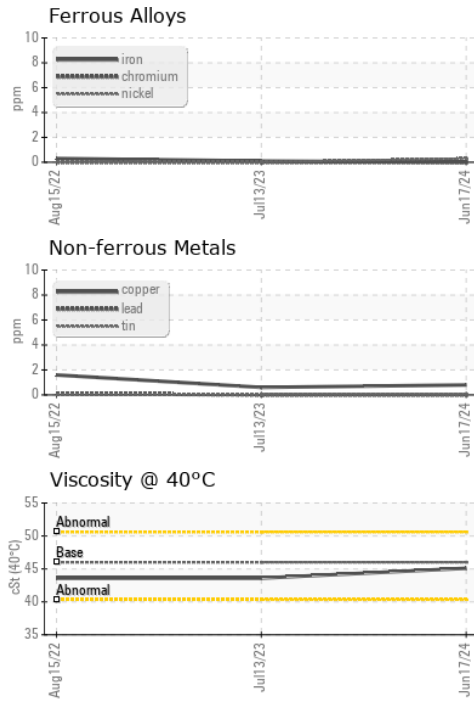 Ferrous Alloys
10
8
6
4
2
0
ppm
iron
chromium
nickel
Aug15/22
Jul13/23
Jun17/24
Non-ferrous Metals
10
8
6
4
2
0
ppm
copper
lead
tin
Aug15/22
Jul13/23
Jun17/24
Viscosity @ 40°C
55
50
45
40
35
cSt (40°C)
Abnormal
Base
Abnormal
Aug15/22
Jul13/23
Jun17/24